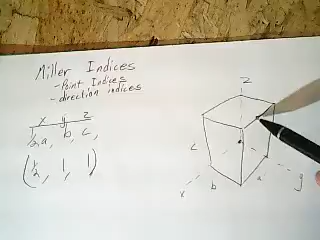 Miller Indices
- Point Indices
- direction indices
x y z
1/2a, b, c,
(1/2, 1, 1)
z
c
x
b
a
y